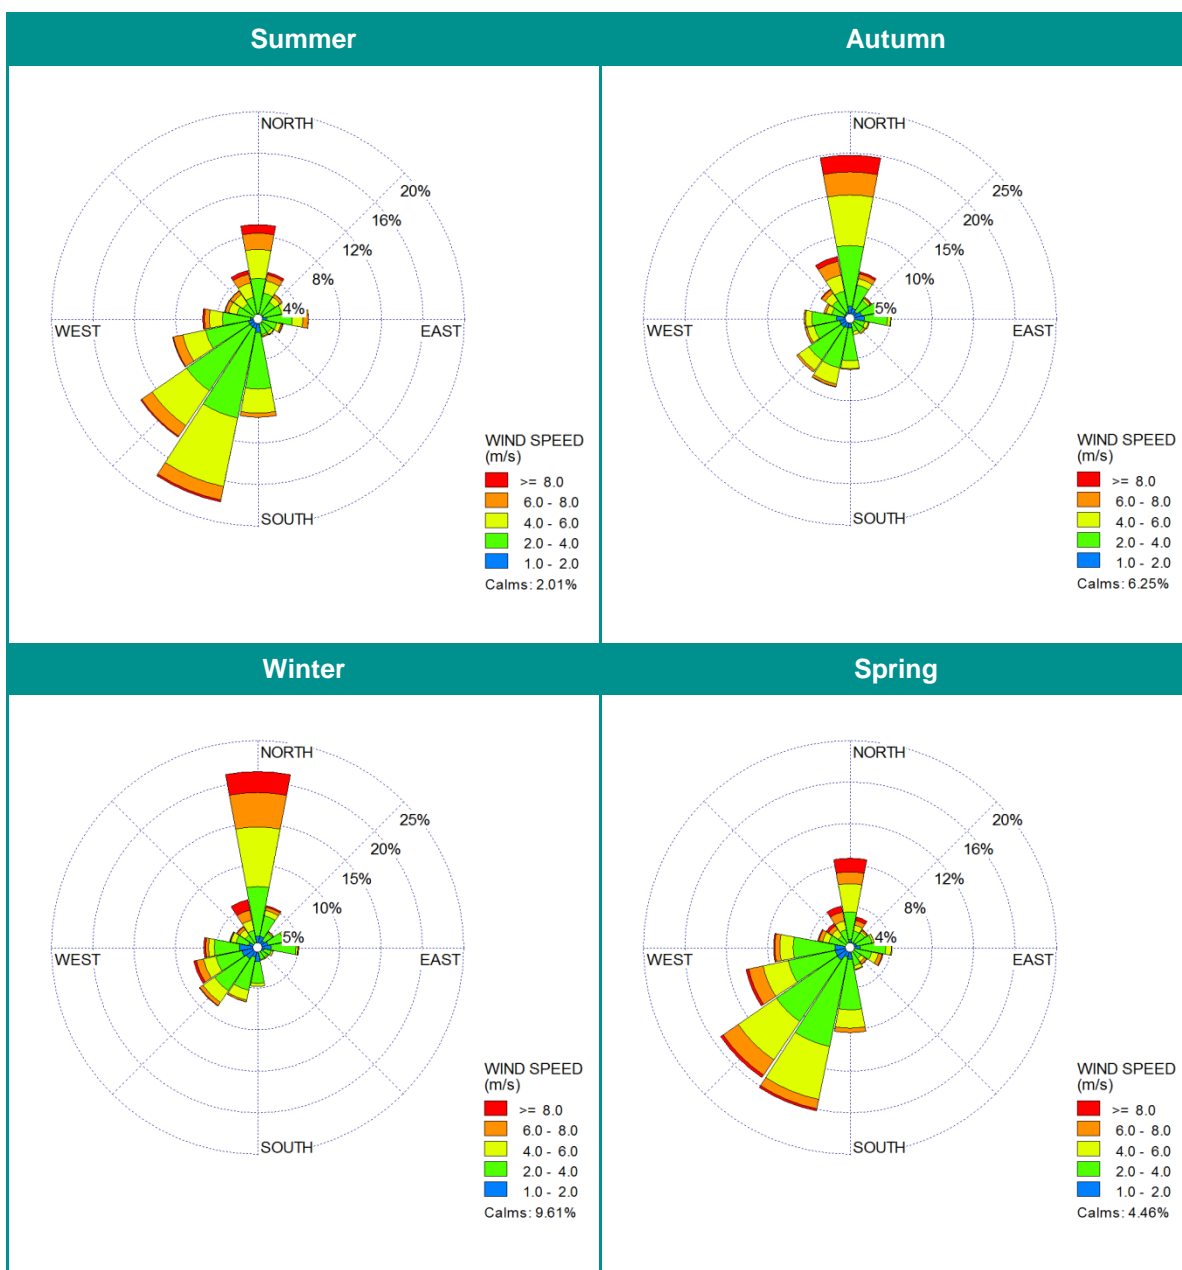 Summer
NORTH
20%
16%
12%
8%
4%
WEST
EAST
SOUTH
WIND SPEED
(m/s)
>= 8.0
6.0 - 8.0
4.0 - 6.0
2.0 - 4.0
1.0 - 2.0
Calms: 2.01%
Autumn
NORTH
25%
20%
15%
10%
5%
WEST
EAST
SOUTH
WIND SPEED
(m/s)
>= 8.0
6.0 - 8.0
4.0 - 6.0
2.0 - 4.0
1.0 - 2.0
Calms: 6.25%
Winter
NORTH
25%
20%
15%
10%
5%
WEST
EAST
SOUTH
WIND SPEED
(m/s)
>= 8.0
6.0 - 8.0
4.0 - 6.0
2.0 - 4.0
1.0 - 2.0
Calms: 9.61%
Spring
NORTH
20%
16%
12%
8%
4%
WEST
EAST
SOUTH
WIND SPEED
(m/s)
>= 8.0
6.0 - 8.0
4.0 - 6.0
2.0 - 4.0
1.0 - 2.0
Calms: 4.46%